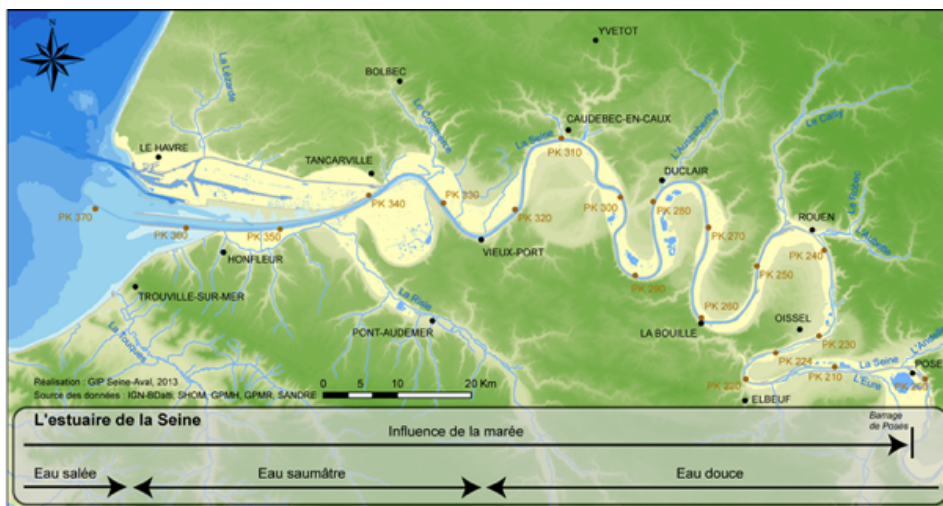 YVETOT
BOLBEC
La Lézarde
Le Commerce
CAUDEBEC-EN-CAUX
La Seine
PK 310
L'Austreberthe
Le Cailly
LE HAVRE
TANCARVILLE
DUCLAIR
Le Robec
PK 340
PK 330
PK 320
PK 300
PK 280
PK 370
PK 360
PK 350
PK 270
ROUEN
L'Aubette
HONFLEUR
VIEUX-PORT
PK 240
PK 290
PK 250
TROUVILLE-SUR-MER
La Risle
PK 260
La Touques
PONT-AUDEMER
LA BOUILLE
OISSEL
PK 230
PK 224
La Seine
PK 210
L'Eure
PK 220
ELBEUF
Réalisation : GIP Seine-Aval, 2013
Source des données : IGN-BDalti, SHOM, GPMH, GPMR, SANDRE
0 5 10 20 Km
L'estuaire de la Seine
Influence de la marée
Barrage
de Poses
Eau salée
Eau saumâtre
Eau douce